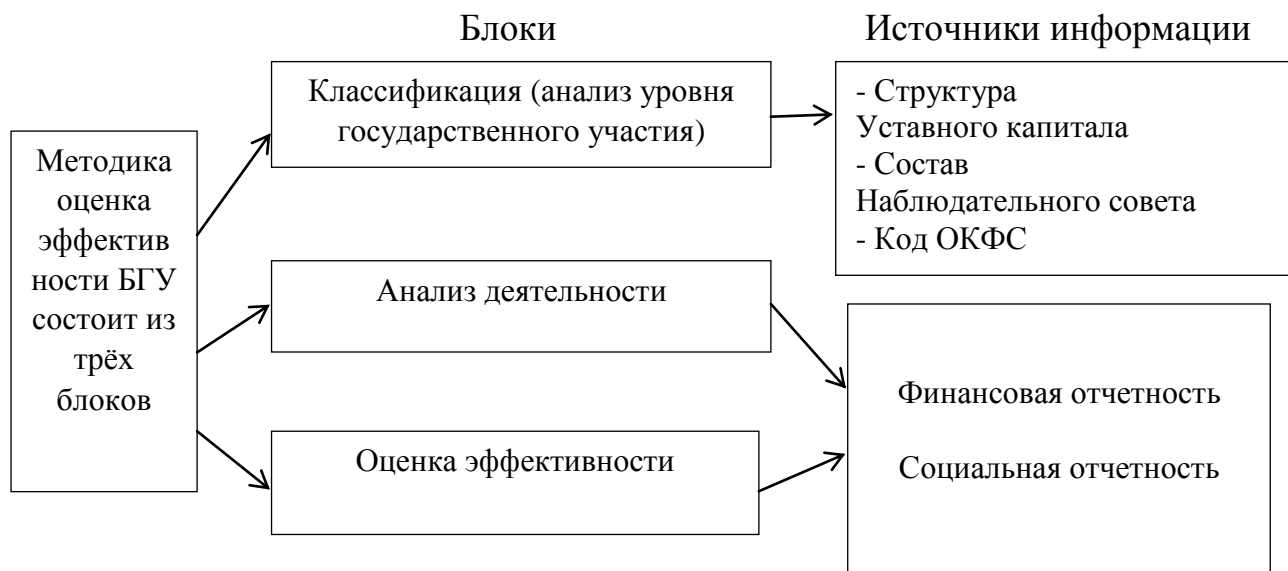 Блоки
Источники информации
Методика
оценка
эффектив
ности БГУ
состоит из
трёх
блоков
Классификация (анализ уровня
государственного участия)
Анализ деятельности
Оценка эффективности
- Структура
Уставного капитала
- Состав
Наблюдательного совета
- Код ОКФС
Финансовая отчетность
Социальная отчетность